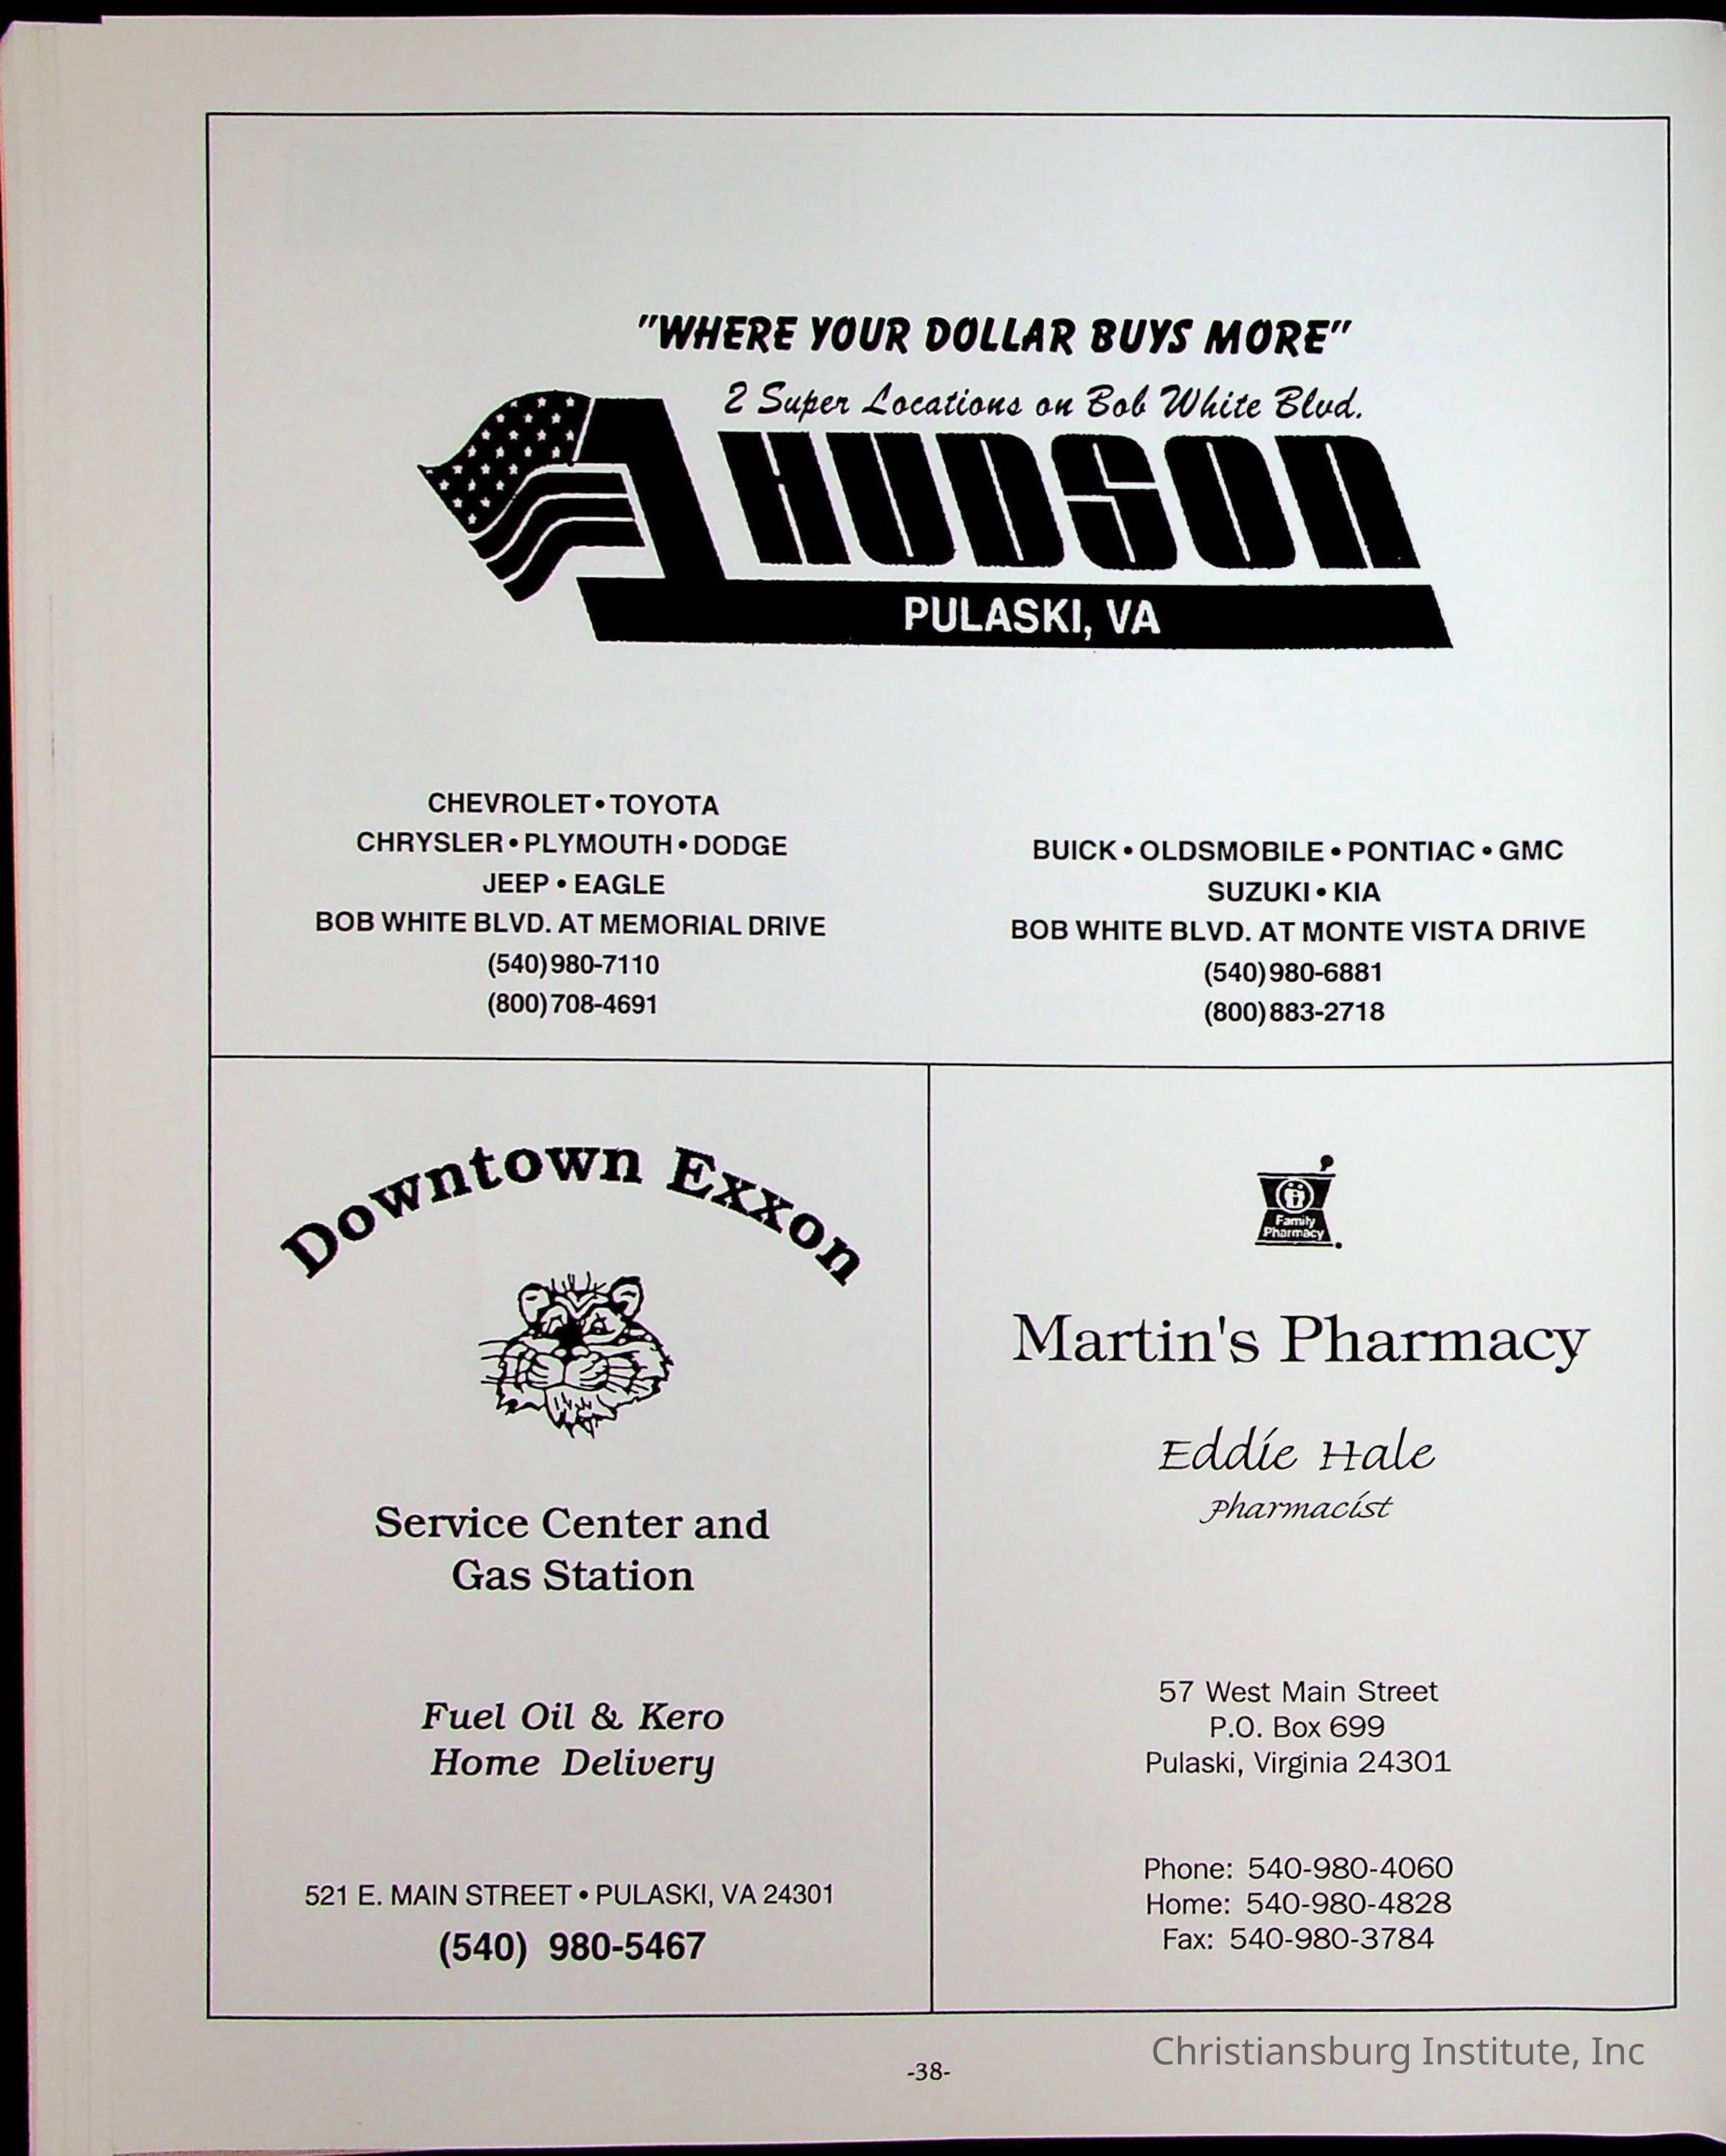 "WHERE YOUR DOLLAR BUYS MORE"
2 Super Locations on Bob White Blvd.
HUDSON
PULASKI, VA
CHEVROLET • TOYOTA
CHRYSLER • PLYMOUTH • DODGE
JEEP • EAGLE
BOB WHITE BLVD. AT MEMORIAL DRIVE
(540) 980-7110
(800) 708-4691
BUICK • OLDSMOBILE • PONTIAC • GMC
SUZUKI • KIA
BOB WHITE BLVD. AT MONTE VISTA DRIVE
(540) 980-6881
(800) 883-2718
Downtown Exxon
Service Center and
Gas Station
Fuel Oil & Kero
Home Delivery
521 E. MAIN STREET • PULASKI, VA 24301
(540) 980-5467
Family
Pharmacy
Martin's Pharmacy
Eddie Hale
Pharmacist
57 West Main Street
P.O. Box 699
Pulaski, Virginia 24301
Phone: 540-980-4060
Home: 540-980-4828
Fax: 540-980-3784
-38-
Christiansburg Institute, Inc